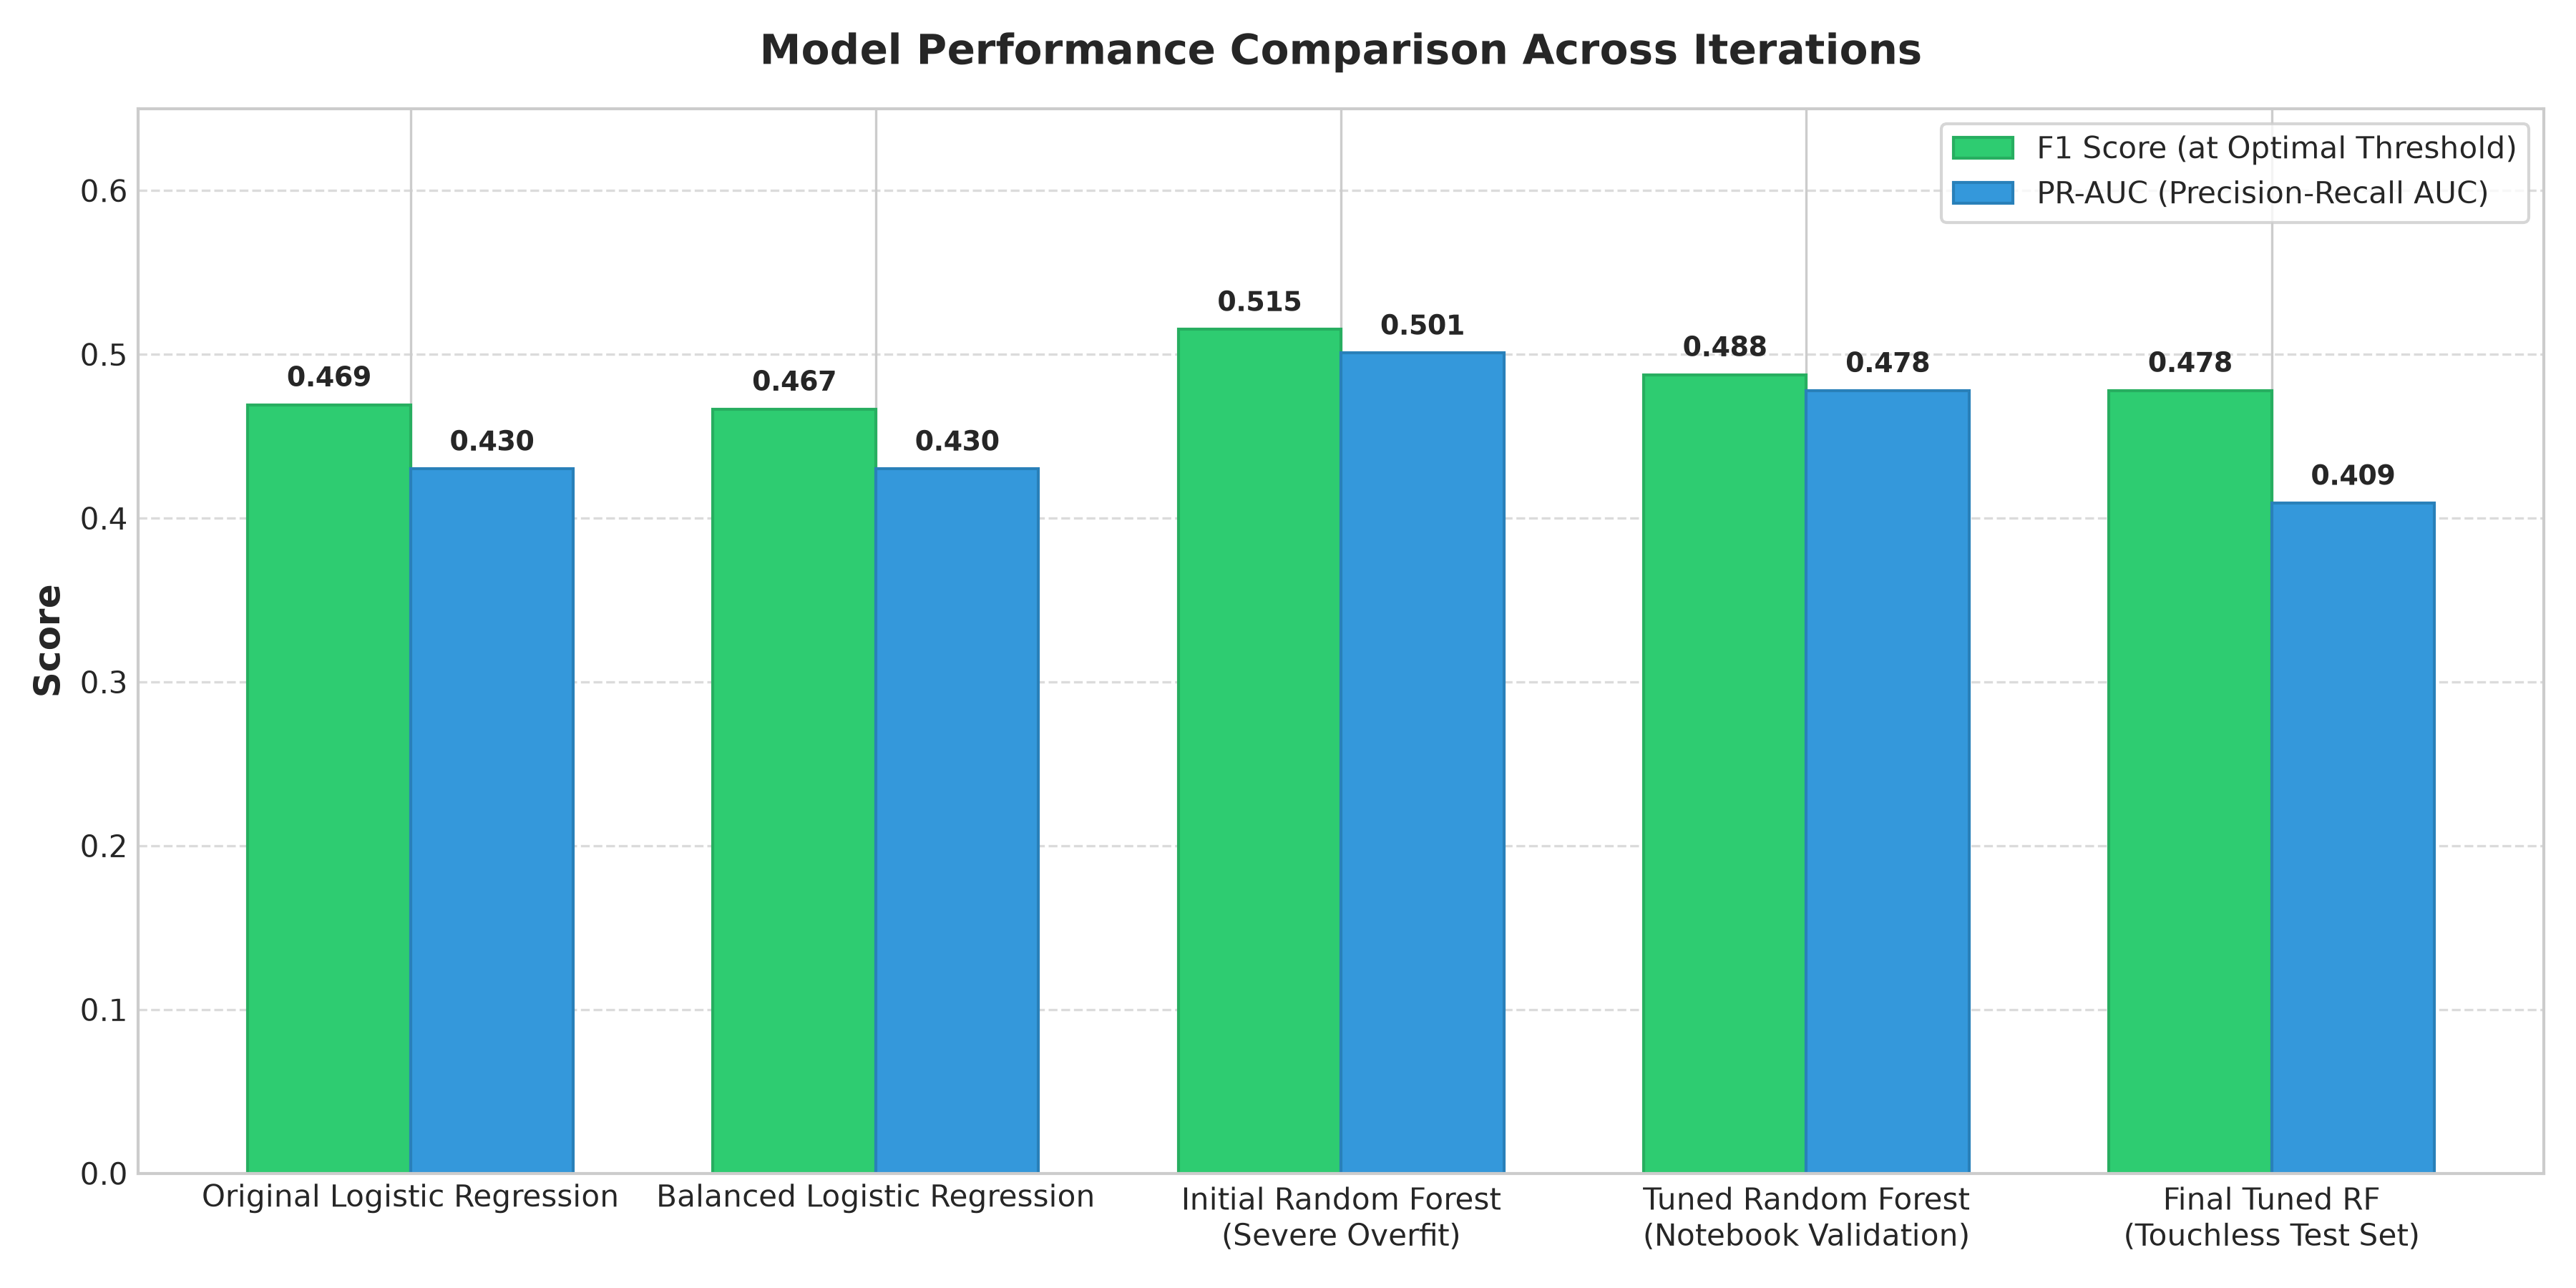 Model Performance Comparison Across Iterations
F1 Score (at Optimal Threshold)
PR-AUC (Precision-Recall AUC)
Score
0.6
0.5
0.4
0.3
0.2
0.1
0.0
0.469
0.430
0.467
0.430
0.515
0.501
0.488
0.478
0.478
0.409
Original Logistic Regression
Balanced Logistic Regression
Initial Random Forest
(Severe Overfit)
Tuned Random Forest
(Notebook Validation)
Final Tuned RF
(Touchless Test Set)